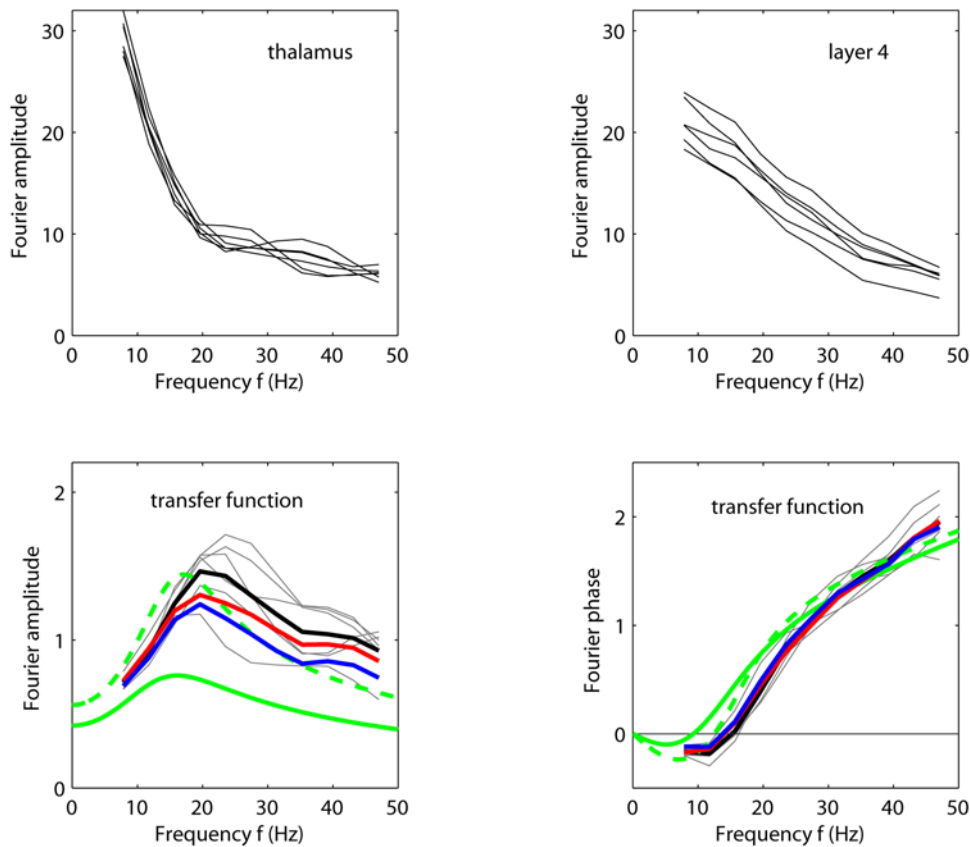 thalamus
Fourier amplitude
30
20
10
0
0 10 20 30 40 50
Frequency f (Hz)
layer 4
Fourier amplitude
30
20
10
0
0 10 20 30 40 50
Frequency f (Hz)
transfer function
Fourier amplitude
2
1
0
0 10 20 30 40 50
Frequency f (Hz)
transfer function
Fourier phase
2
1
0
0 10 20 30 40 50
Frequency f (Hz)